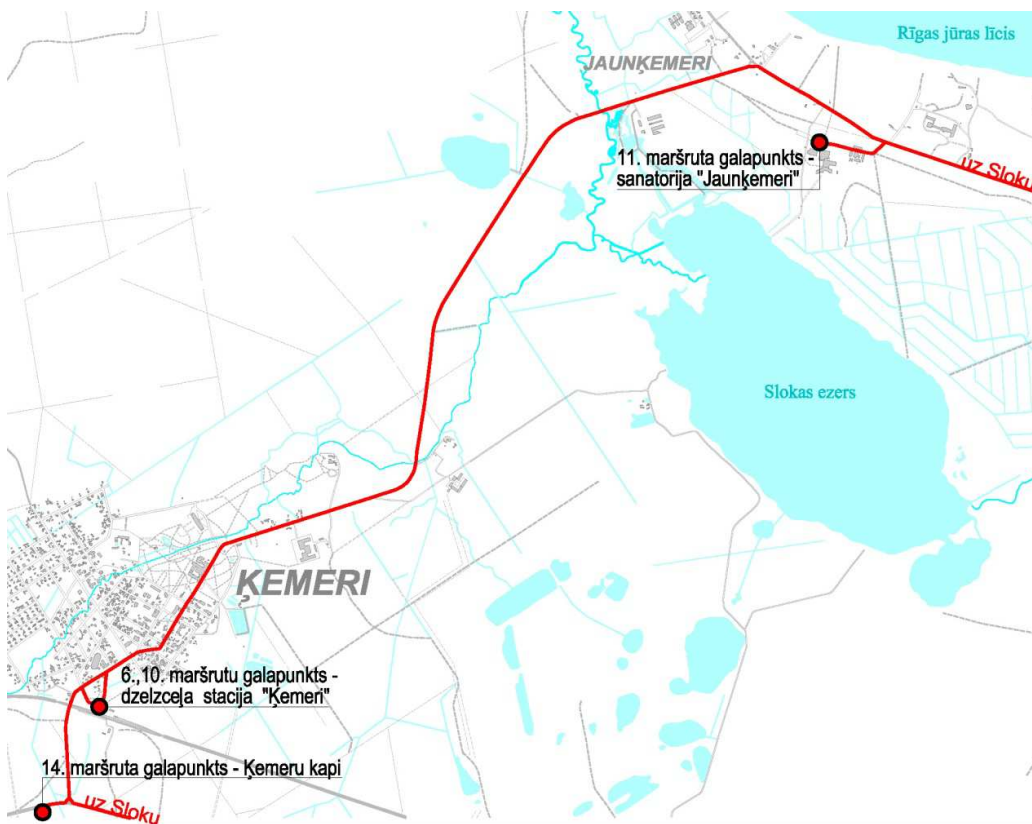 Rīgas jūras līcis
JAUNĶEMERI
11. maršruta galapunkts -
sanatorija "Jaunķemeri"
uz Sloku
Slokas ezers
ĶEMERI
6.,10. maršrutu galapunkts -
dzelzceļa stacija "Ķemeri"
14. maršruta galapunkts - Ķemeru kapi
uz Sloku